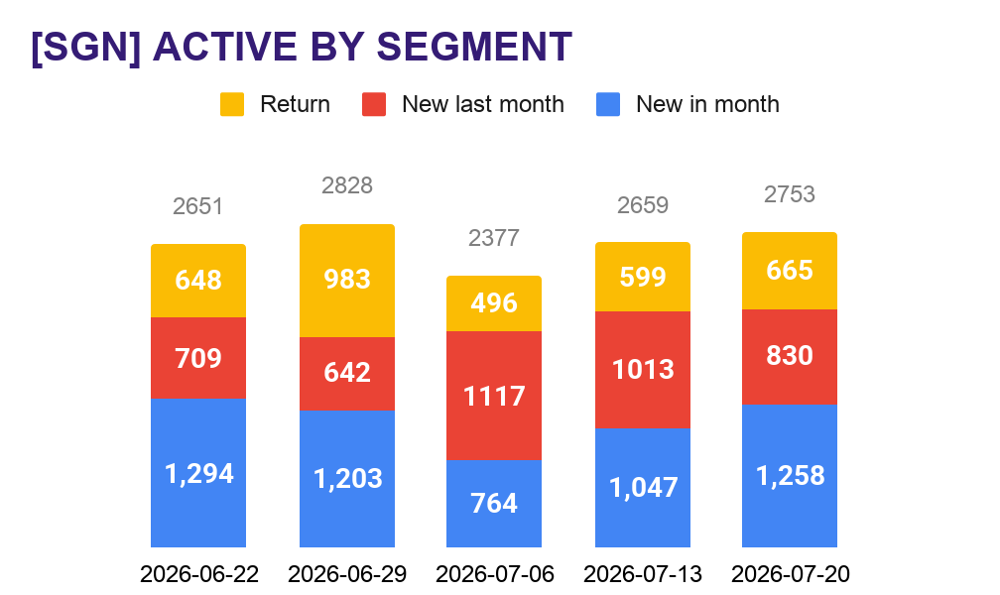 [SGN] ACTIVE BY SEGMENT
Return New last month New in month
2651 2828 2377 2659 2753
648 983 496 599 665
709 642 1117 1013 830
1,294 1,203 764 1,047 1,258
2026-06-22 2026-06-29 2026-07-06 2026-07-13 2026-07-20